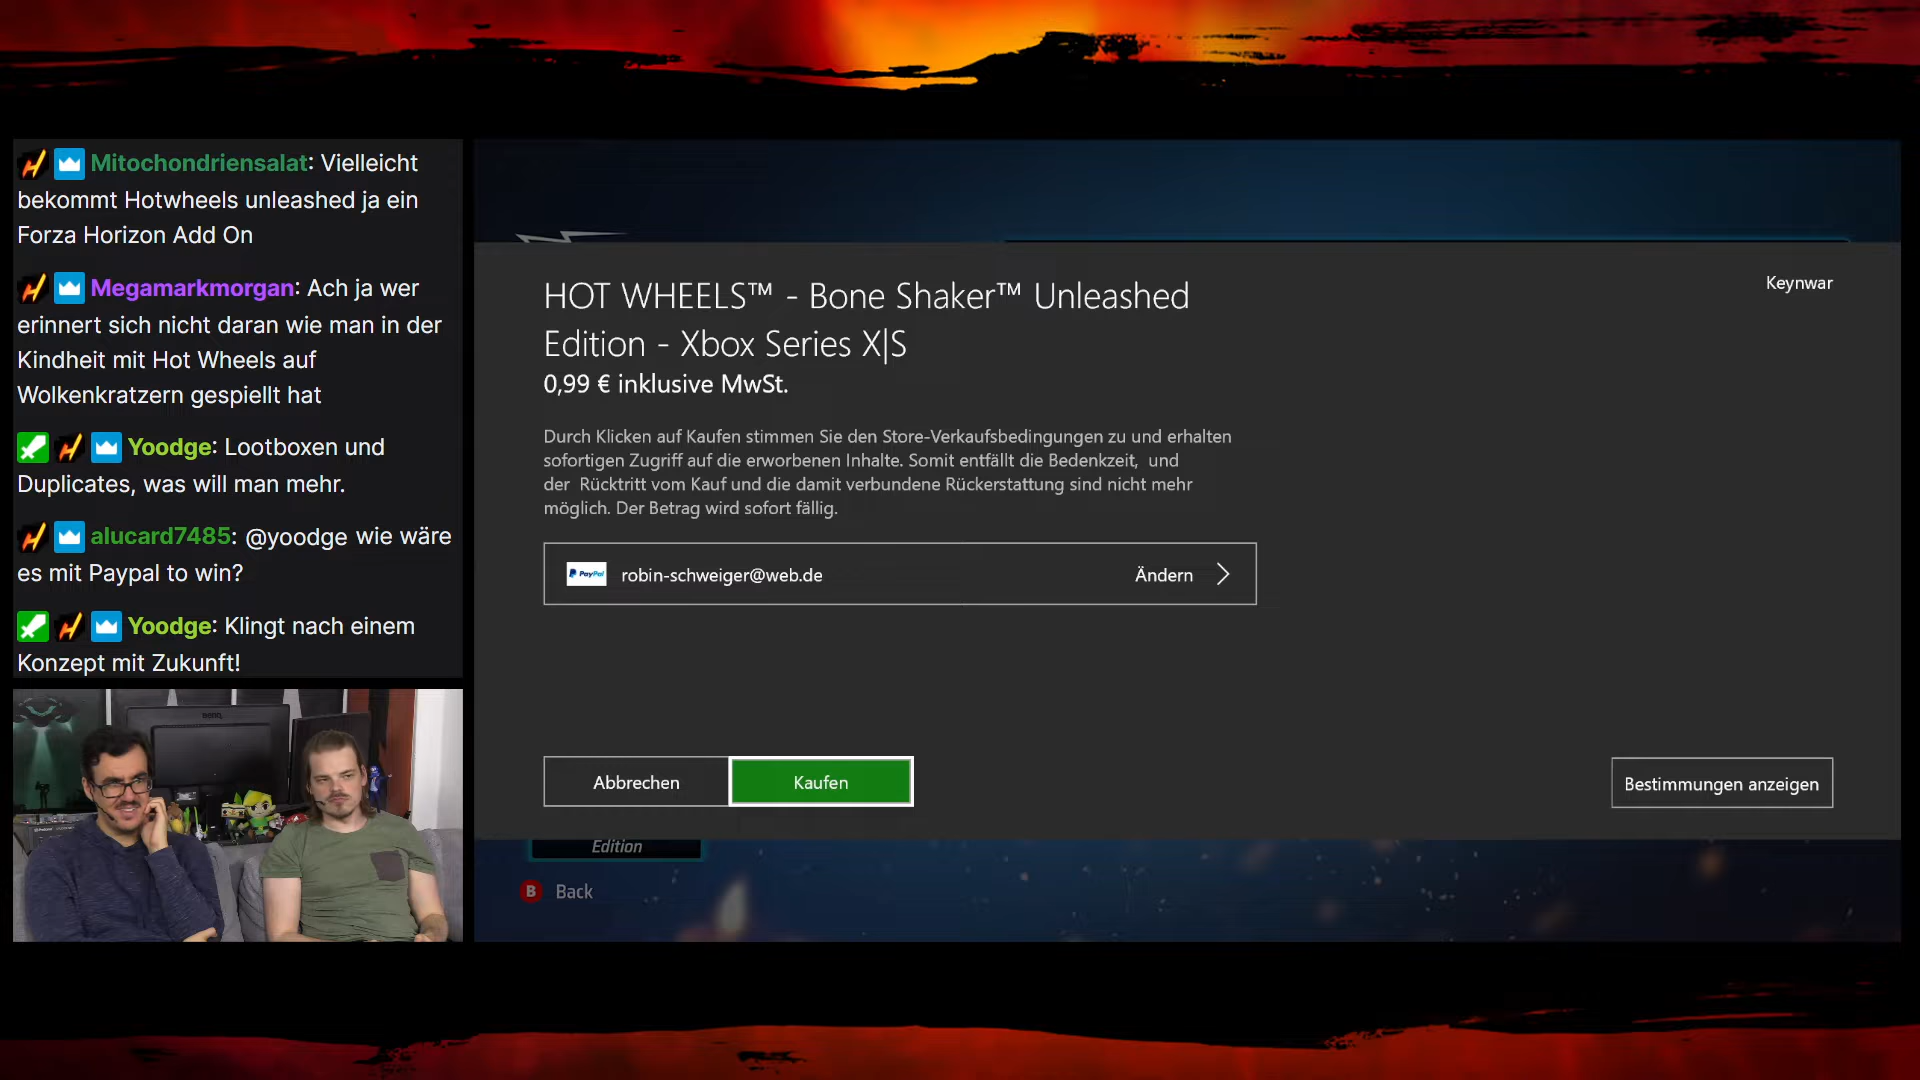 Mitochondriensalat: Vielleicht
bekommt Hotwheels unleashed ja ein
Forza Horizon Add On
Megamarkmorgan: Ach ja wer
erinnert sich nicht daran wie man in der
Kindheit mit Hot Wheels auf
Wolkenkratzern gespiellt hat
Yoodge: Lootboxen und
Duplicates, was will man mehr.
alucard7485: @yoodge wie wäre
es mit Paypal to win?
Yoodge: Klingt nach einem
Konzept mit Zukunft!
BenQ
Keynwar
HOT WHEELS™ - Bone Shaker™ Unleashed
Edition - Xbox Series X|S
0,99 € inklusive MwSt.
Durch Klicken auf Kaufen stimmen Sie den Store-Verkaufsbedingungen zu und erhalten
sofortigen Zugriff auf die erworbenen Inhalte. Somit entfällt die Bedenkzeit, und
der Rücktritt vom Kauf und die damit verbundene Rückerstattung sind nicht mehr
möglich. Der Betrag wird sofort fällig.
PayPal robin-schweiger@web.de Ändern
Abbrechen Kaufen Bestimmungen anzeigen
Edition
B Back